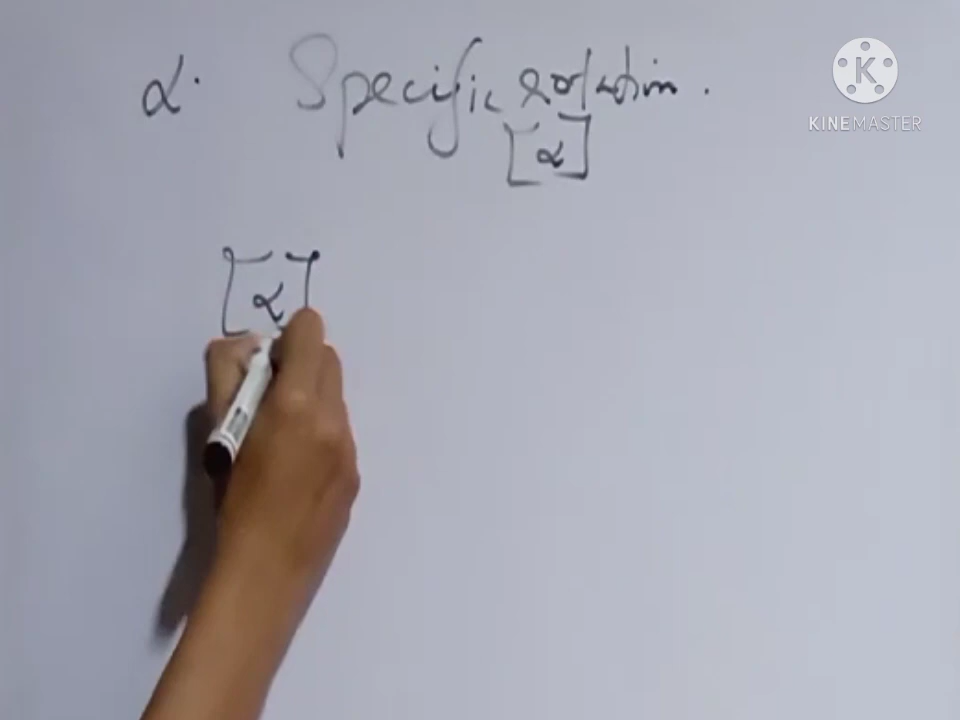 α. Specific rotation.
[α]
[α]
K
KINEMASTER